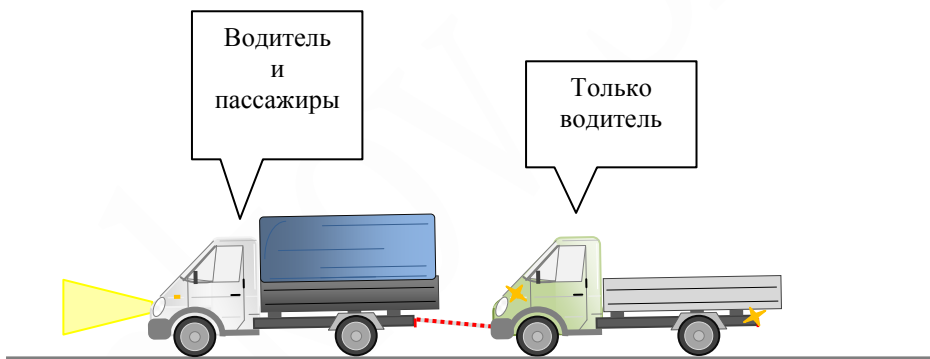 Водитель
и
пассажиры
Только
водитель